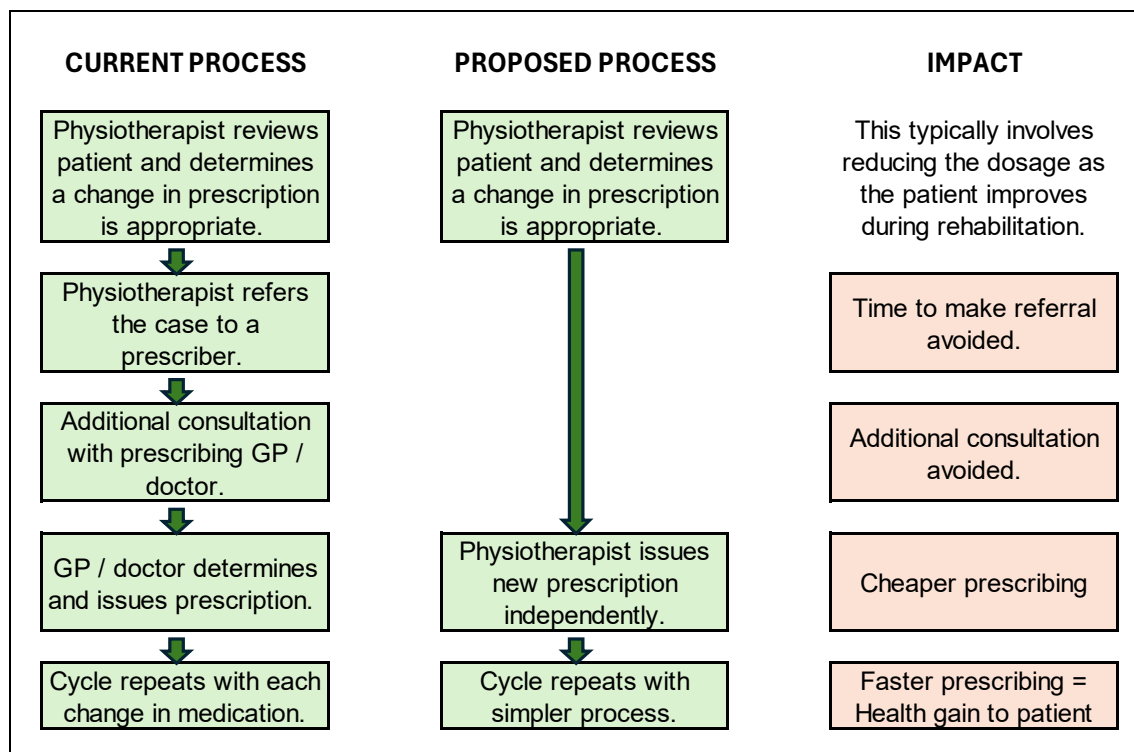 CURRENT PROCESS
PROPOSED PROCESS
IMPACT
Physiotherapist reviews
patient and determines
a change in prescription
is appropriate.
Physiotherapist reviews
patient and determines
a change in prescription
is appropriate.
This typically involves
reducing the dosage as
the patient improves
during rehabilitation.
Physiotherapist refers
the case to a
prescriber.
Time to make referral
avoided.
Additional consultation
with prescribing GP /
doctor.
Additional consultation
avoided.
GP / doctor determines
and issues prescription.
Physiotherapist issues
new prescription
independently.
Cheaper prescribing
Cycle repeats with each
change in medication.
Cycle repeats with
simpler process.
Faster prescribing =
Health gain to patient